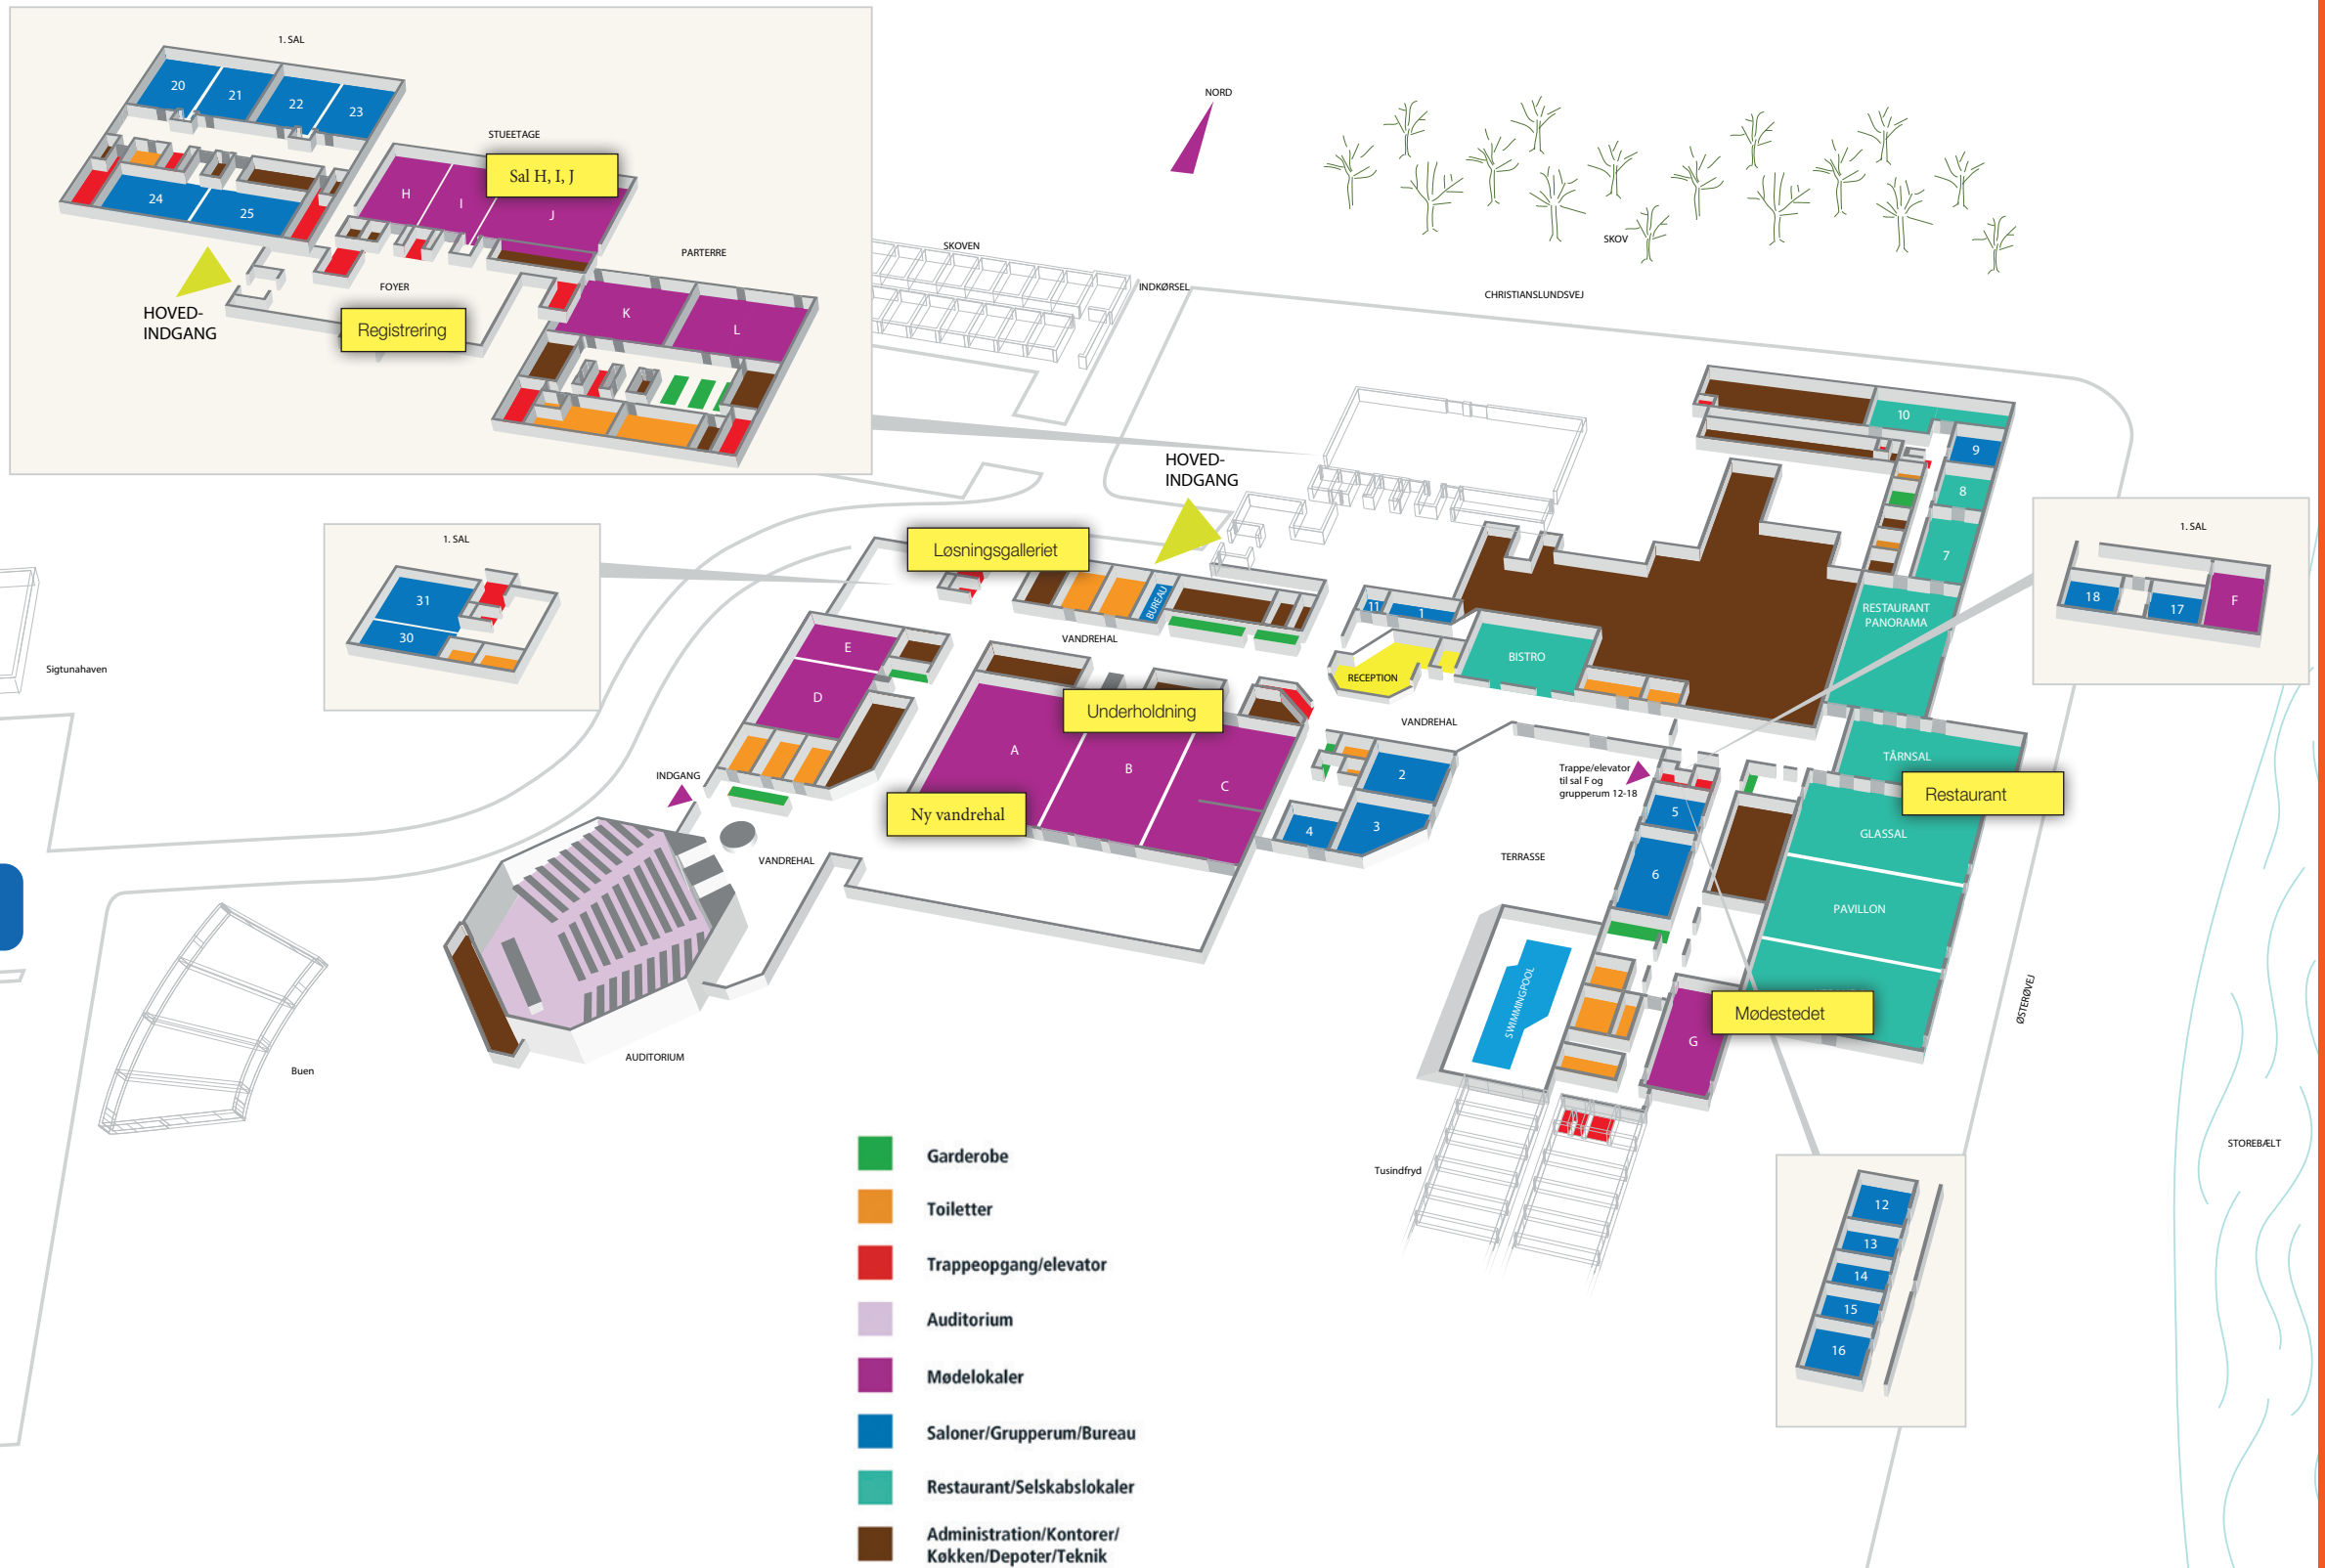 1. SAL
20
21
22
23
24
25
STUEETAGE
Sal H, I, J
H
I
J
PARTERRE
K
L
HOVED-
INDGANG
FOYER
Registrering
NORD
SKOVEN
INDKØRSEL
SKOV
CHRISTIANSLUNDSVEJ
HOVED-
INDGANG
10
9
8
7
1. SAL
18
17
F
1. SAL
31
30
Løsningsgalleriet
BUREAU
VANDREHAL
11
1
RESTAURANT
PANORAMA
BISTRO
RECEPTION
Sigtunahaven
E
D
Underholdning
A
B
C
VANDREHAL
2
3
4
TÅRNSAL
Restaurant
INDGANG
Trappe/elevator
til sal F og
grupperum 12-18
5
6
Ny vandrehal
GLASSAL
VANDREHAL
TERRASSE
PAVILLON
SWIMMINGPOOL
Mødestedet
G
ØSTERØVEJ
AUDITORIUM
Buen
STOREBÆLT
Tusindfryd
12
13
14
15
16
Garderobe
Toiletter
Trappeopgang/elevator
Auditorium
Mødelokaler
Saloner/Grupperum/Bureau
Restaurant/Selskabslokaler
Administration/Kontorer/
Køkken/Depoter/Teknik